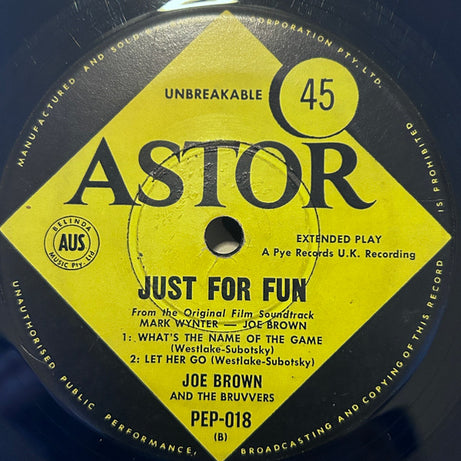 MANUFACTURED AND SOLD
CORPORATION PTY. LTD.
UNBREAKABLE
45
ASTOR
BELINDA
AUS
MUSIC Pty. Ltd
EXTENDED PLAY
A Pye Records U.K. Recording
JUST FOR FUN
From the Original Film Soundtrack
MARK WYNTER — JOE BROWN
1: WHAT'S THE NAME OF THE GAME
(Westlake-Subotsky)
2: LET HER GO (Westlake-Subotsky)
JOE BROWN
AND THE BRUVVERS
PEP-018
(B)
UNAUTHORISED PUBLIC PERFORMANCE, BROADCASTING AND COPYING OF THIS RECORD IS PROHIBITED